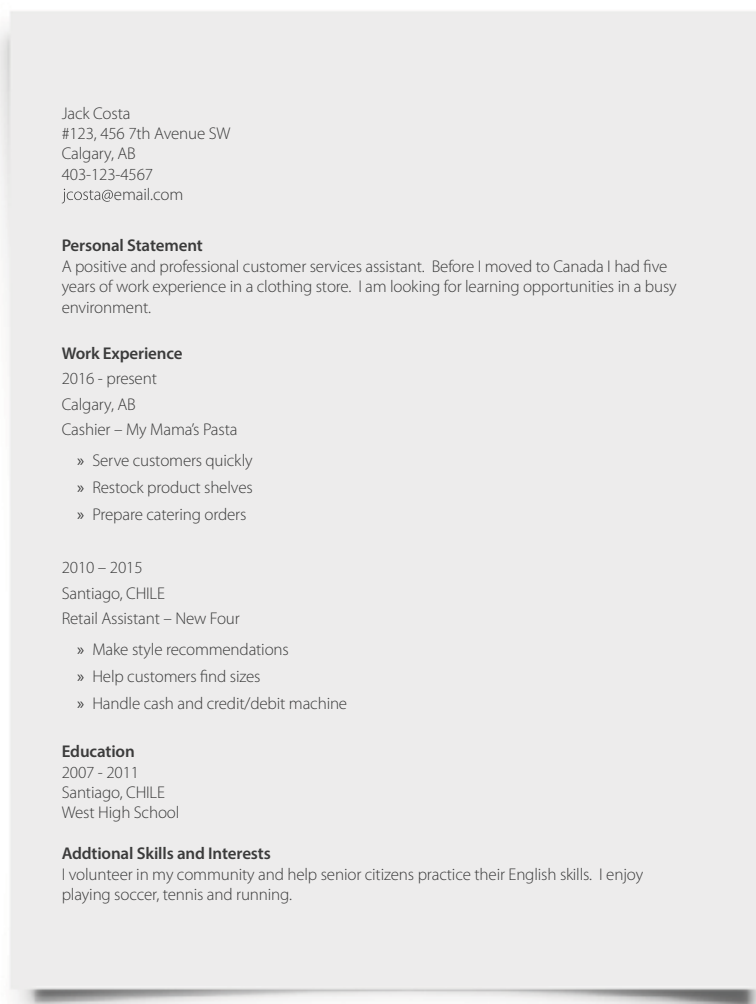 Jack Costa
#123, 456 7th Avenue SW
Calgary, AB
403-123-4567
jcosta@email.com
Personal Statement
A positive and professional customer services assistant.  Before I moved to Canada I had five
years of work experience in a clothing store.  I am looking for learning opportunities in a busy
environment.
Work Experience
2016 - present
Calgary, AB
Cashier – My Mama's Pasta
» Serve customers quickly
» Restock product shelves
» Prepare catering orders
2010 – 2015
Santiago, CHILE
Retail Assistant – New Four
» Make style recommendations
» Help customers find sizes
» Handle cash and credit/debit machine
Education
2007 - 2011
Santiago, CHILE
West High School
Addtional Skills and Interests
I volunteer in my community and help senior citizens practice their English skills.  I enjoy
playing soccer, tennis and running.